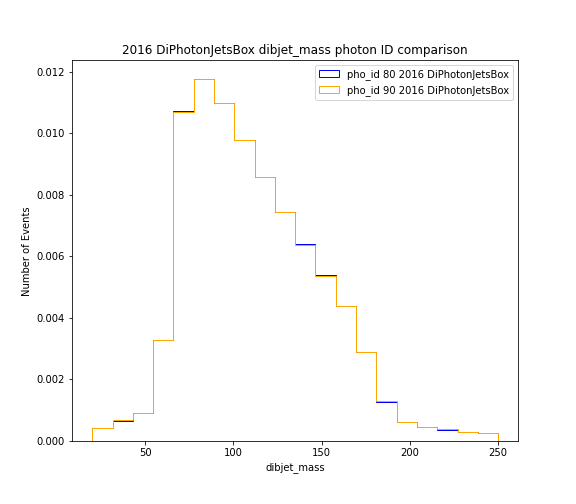 2016 DiPhotonJetsBox dibjet_mass photon ID comparison
pho_id 80 2016 DiPhotonJetsBox
pho_id 90 2016 DiPhotonJetsBox
Number of Events
0.012
0.010
0.008
0.006
0.004
0.002
0.000
50
100
150
200
250
dibjet_mass